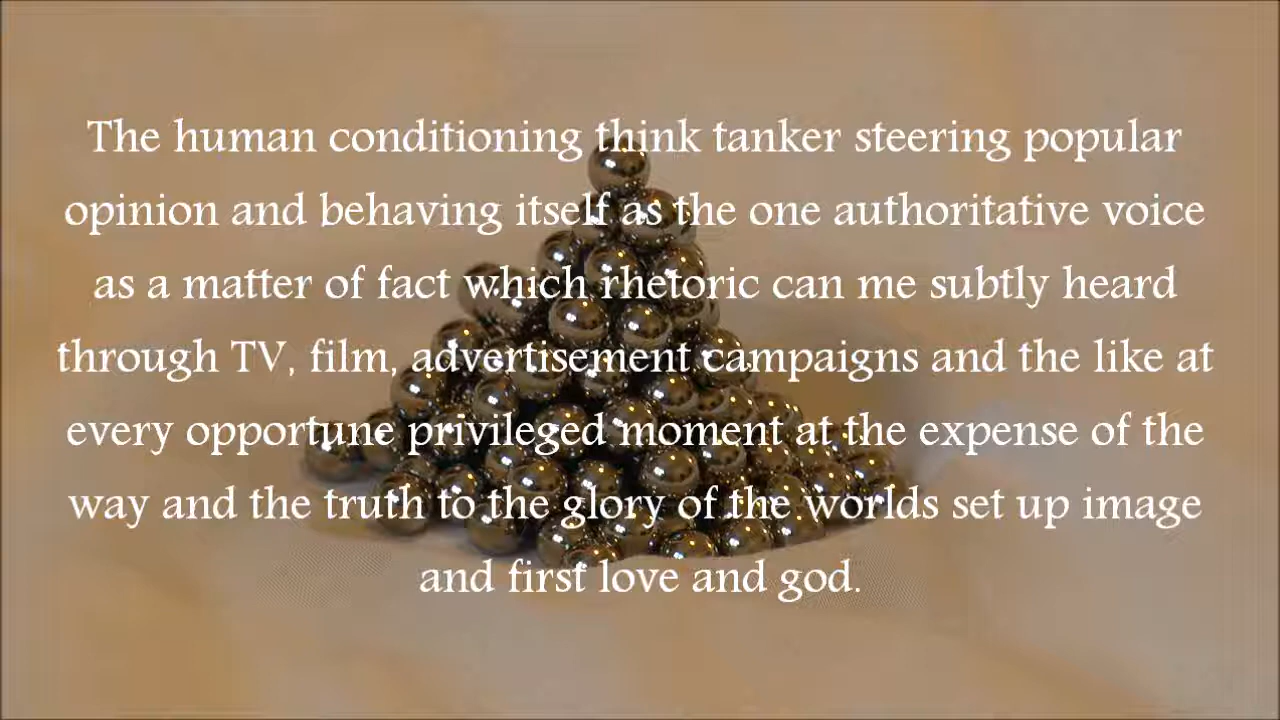 The human conditioning think tanker steering popular
opinion and behaving itself as the one authoritative voice
as a matter of fact which rhetoric can me subtly heard
through TV, film, advertisement campaigns and the like at
every opportune privileged moment at the expense of the
way and the truth to the glory of the worlds set up image
and first love and god.